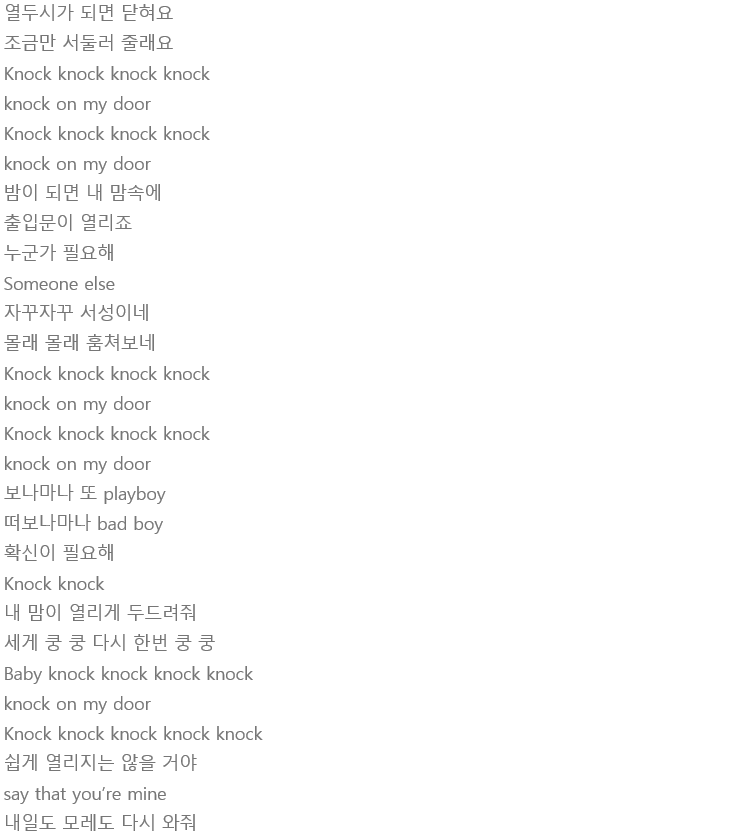 열두시가 되면 닫혀요
조금만 서둘러 줄래요
Knock knock knock knock
knock on my door
Knock knock knock knock
knock on my door
밤이 되면 내 맘속에
출입문이 열리죠
누군가 필요해
Someone else
자꾸자꾸 서성이네
몰래 몰래 훔쳐보네
Knock knock knock knock
knock on my door
Knock knock knock knock
knock on my door
보나마나 또 playboy
떠보나마나 bad boy
확신이 필요해
Knock knock
내 맘이 열리게 두드려줘
세게 쿵 쿵 다시 한번 쿵 쿵
Baby knock knock knock knock
knock on my door
Knock knock knock knock knock
쉽게 열리지는 않을 거야
say that you’re mine
내일도 모레도 다시 와줘